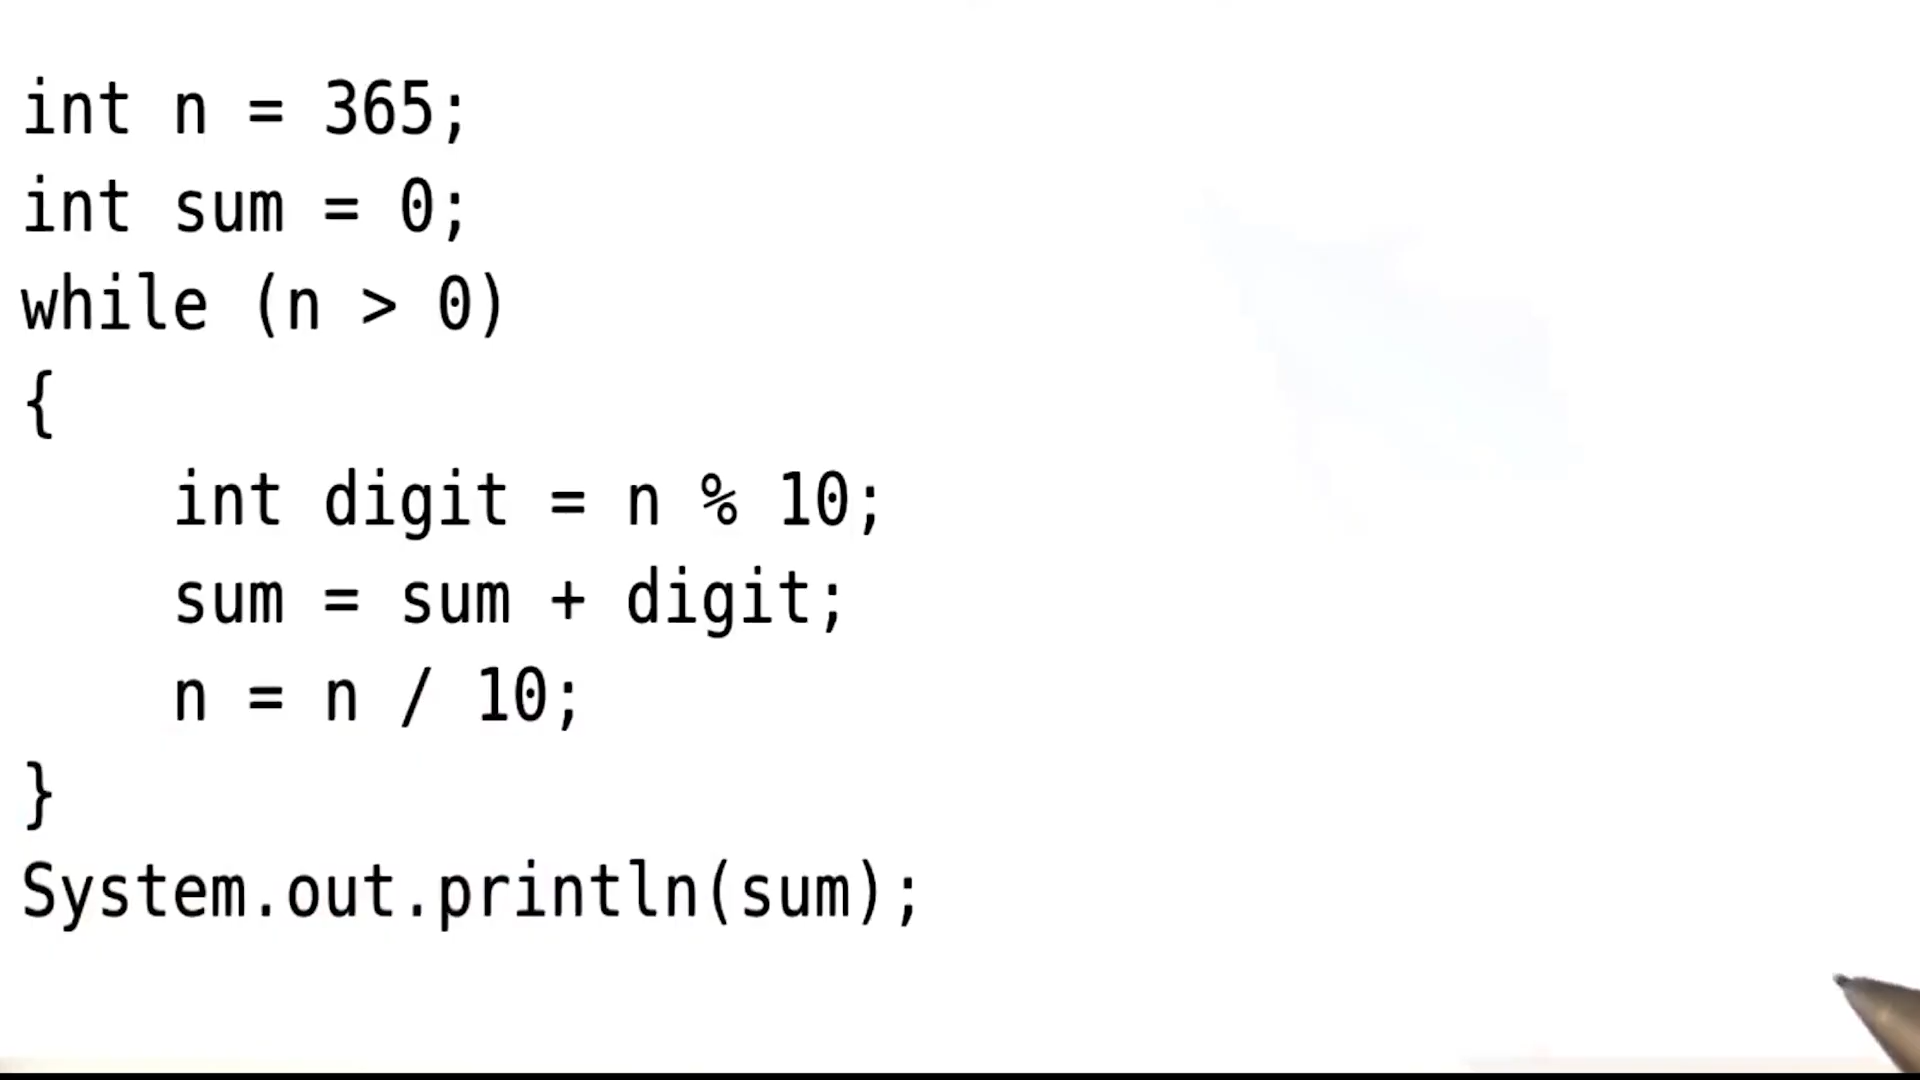 int n = 365;
int sum = 0;
while (n > 0)
{
    int digit = n % 10;
    sum = sum + digit;
    n = n / 10;
}
System.out.println(sum);